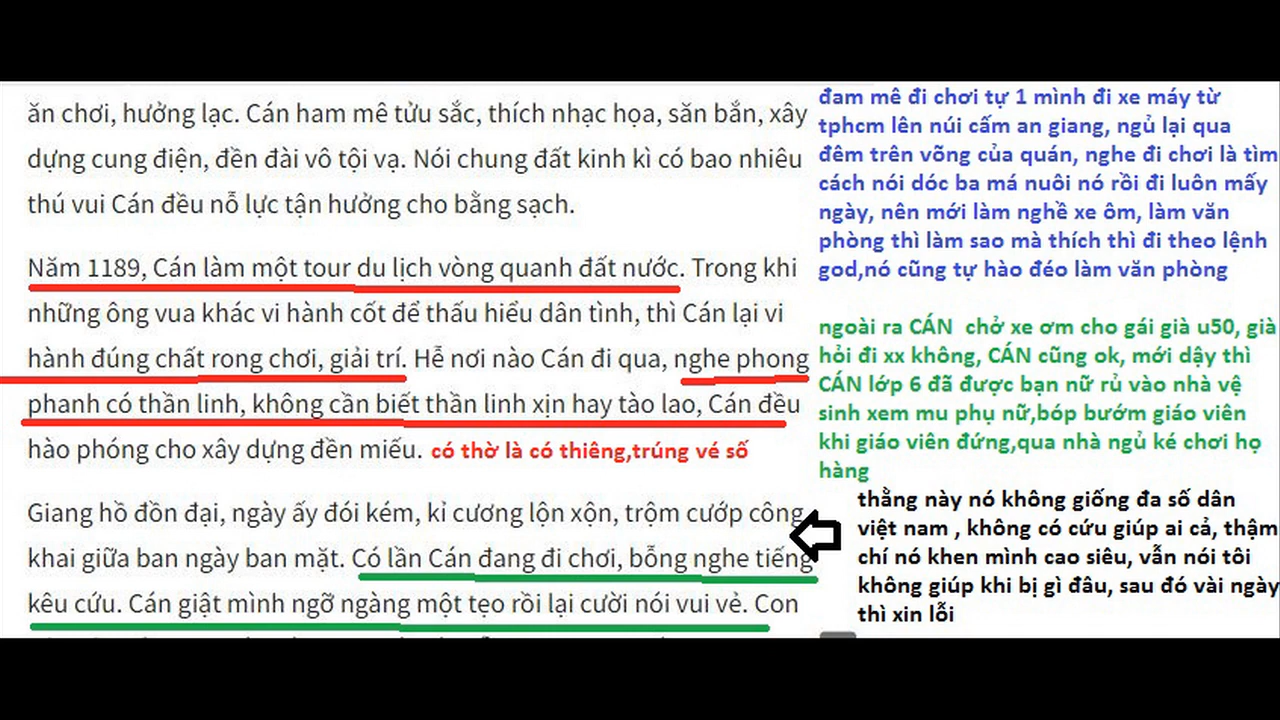 ăn chơi, hưởng lạc. Cán ham mê tửu sắc, thích nhạc họa, săn bắn, xây
dựng cung điện, đền đài vô tội vạ. Nói chung đất kinh kì có bao nhiêu
thú vui Cán đều nỗ lực tận hưởng cho bằng sạch.
Năm 1189, Cán làm một tour du lịch vòng quanh đất nước. Trong khi
những ông vua khác vi hành cốt để thấu hiểu dân tình, thì Cán lại vi
hành đúng chất rong chơi, giải trí. Hễ nơi nào Cán đi qua, nghe phong
phanh có thần linh, không cần biết thần linh xịn hay tào lao, Cán đều
hào phóng cho xây dựng đền miếu. có thờ là có thiêng,trúng vé số
Giang hồ đồn đại, ngày ấy đói kém, kỉ cương lộn xộn, trộm cướp công
khai giữa ban ngày ban mặt. Có lần Cán đang đi chơi, bỗng nghe tiếng
kêu cứu. Cán giật mình ngỡ ngàng một tẹo rồi lại cười nói vui vẻ. Con
đam mê đi chơi tự 1 mình đi xe máy từ
tphcm lên núi cấm an giang, ngủ lại qua
đêm trên võng của quán, nghe đi chơi là tìm
cách nói dóc ba má nuôi nó rồi đi luôn mấy
ngày, nên mới làm nghề xe ôm, làm văn
phòng thì làm sao mà thích thì đi theo lệnh
god,nó cũng tự hào đéo làm văn phòng
ngoài ra CÁN chở xe ơm cho gái già u50, già
hỏi đi xx không, CÁN cũng ok, mới dậy thì
CÁN lớp 6 đã được bạn nữ rủ vào nhà vệ
sinh xem mu phụ nữ,bóp bướm giáo viên
khi giáo viên đứng,qua nhà ngủ ké chơi họ
hàng
thằng này nó không giống đa số dân
việt nam , không có cứu giúp ai cả, thậm
chí nó khen mình cao siêu, vẫn nói tôi
không giúp khi bị gì đâu, sau đó vài ngày
thì xin lỗi